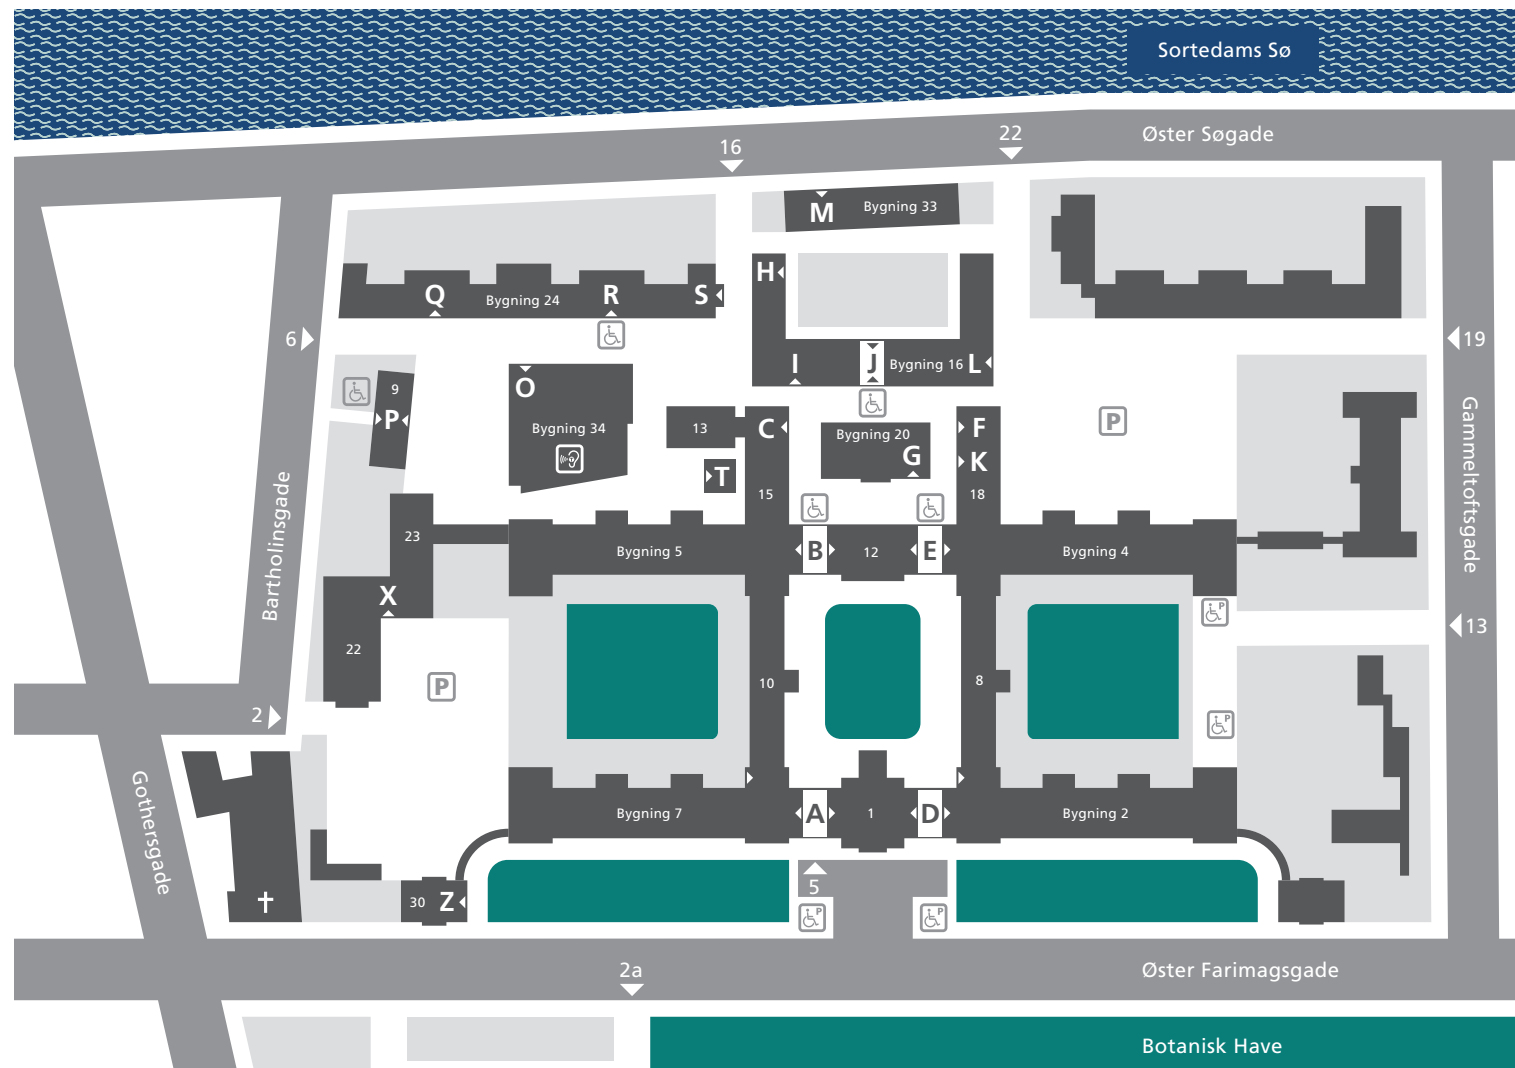 Sortedams Sø
Øster Søgade
22
16
M
Bygning 33
H
Q
Bygning 24
R
S
6
19
I
J
Bygning 16
L
O
9
P
Bygning 34
13
C
Bygning 20
G
F
K
P
T
15
18
Gammeltoftsgade
Bartholinsgade
23
Bygning 5
B
12
E
Bygning 4
X
P
13
22
P
10
8
2
P
Gothersgade
Bygning 7
A
1
D
Bygning 2
5
30
Z
P
P
2a
Øster Farimagsgade
Botanisk Have